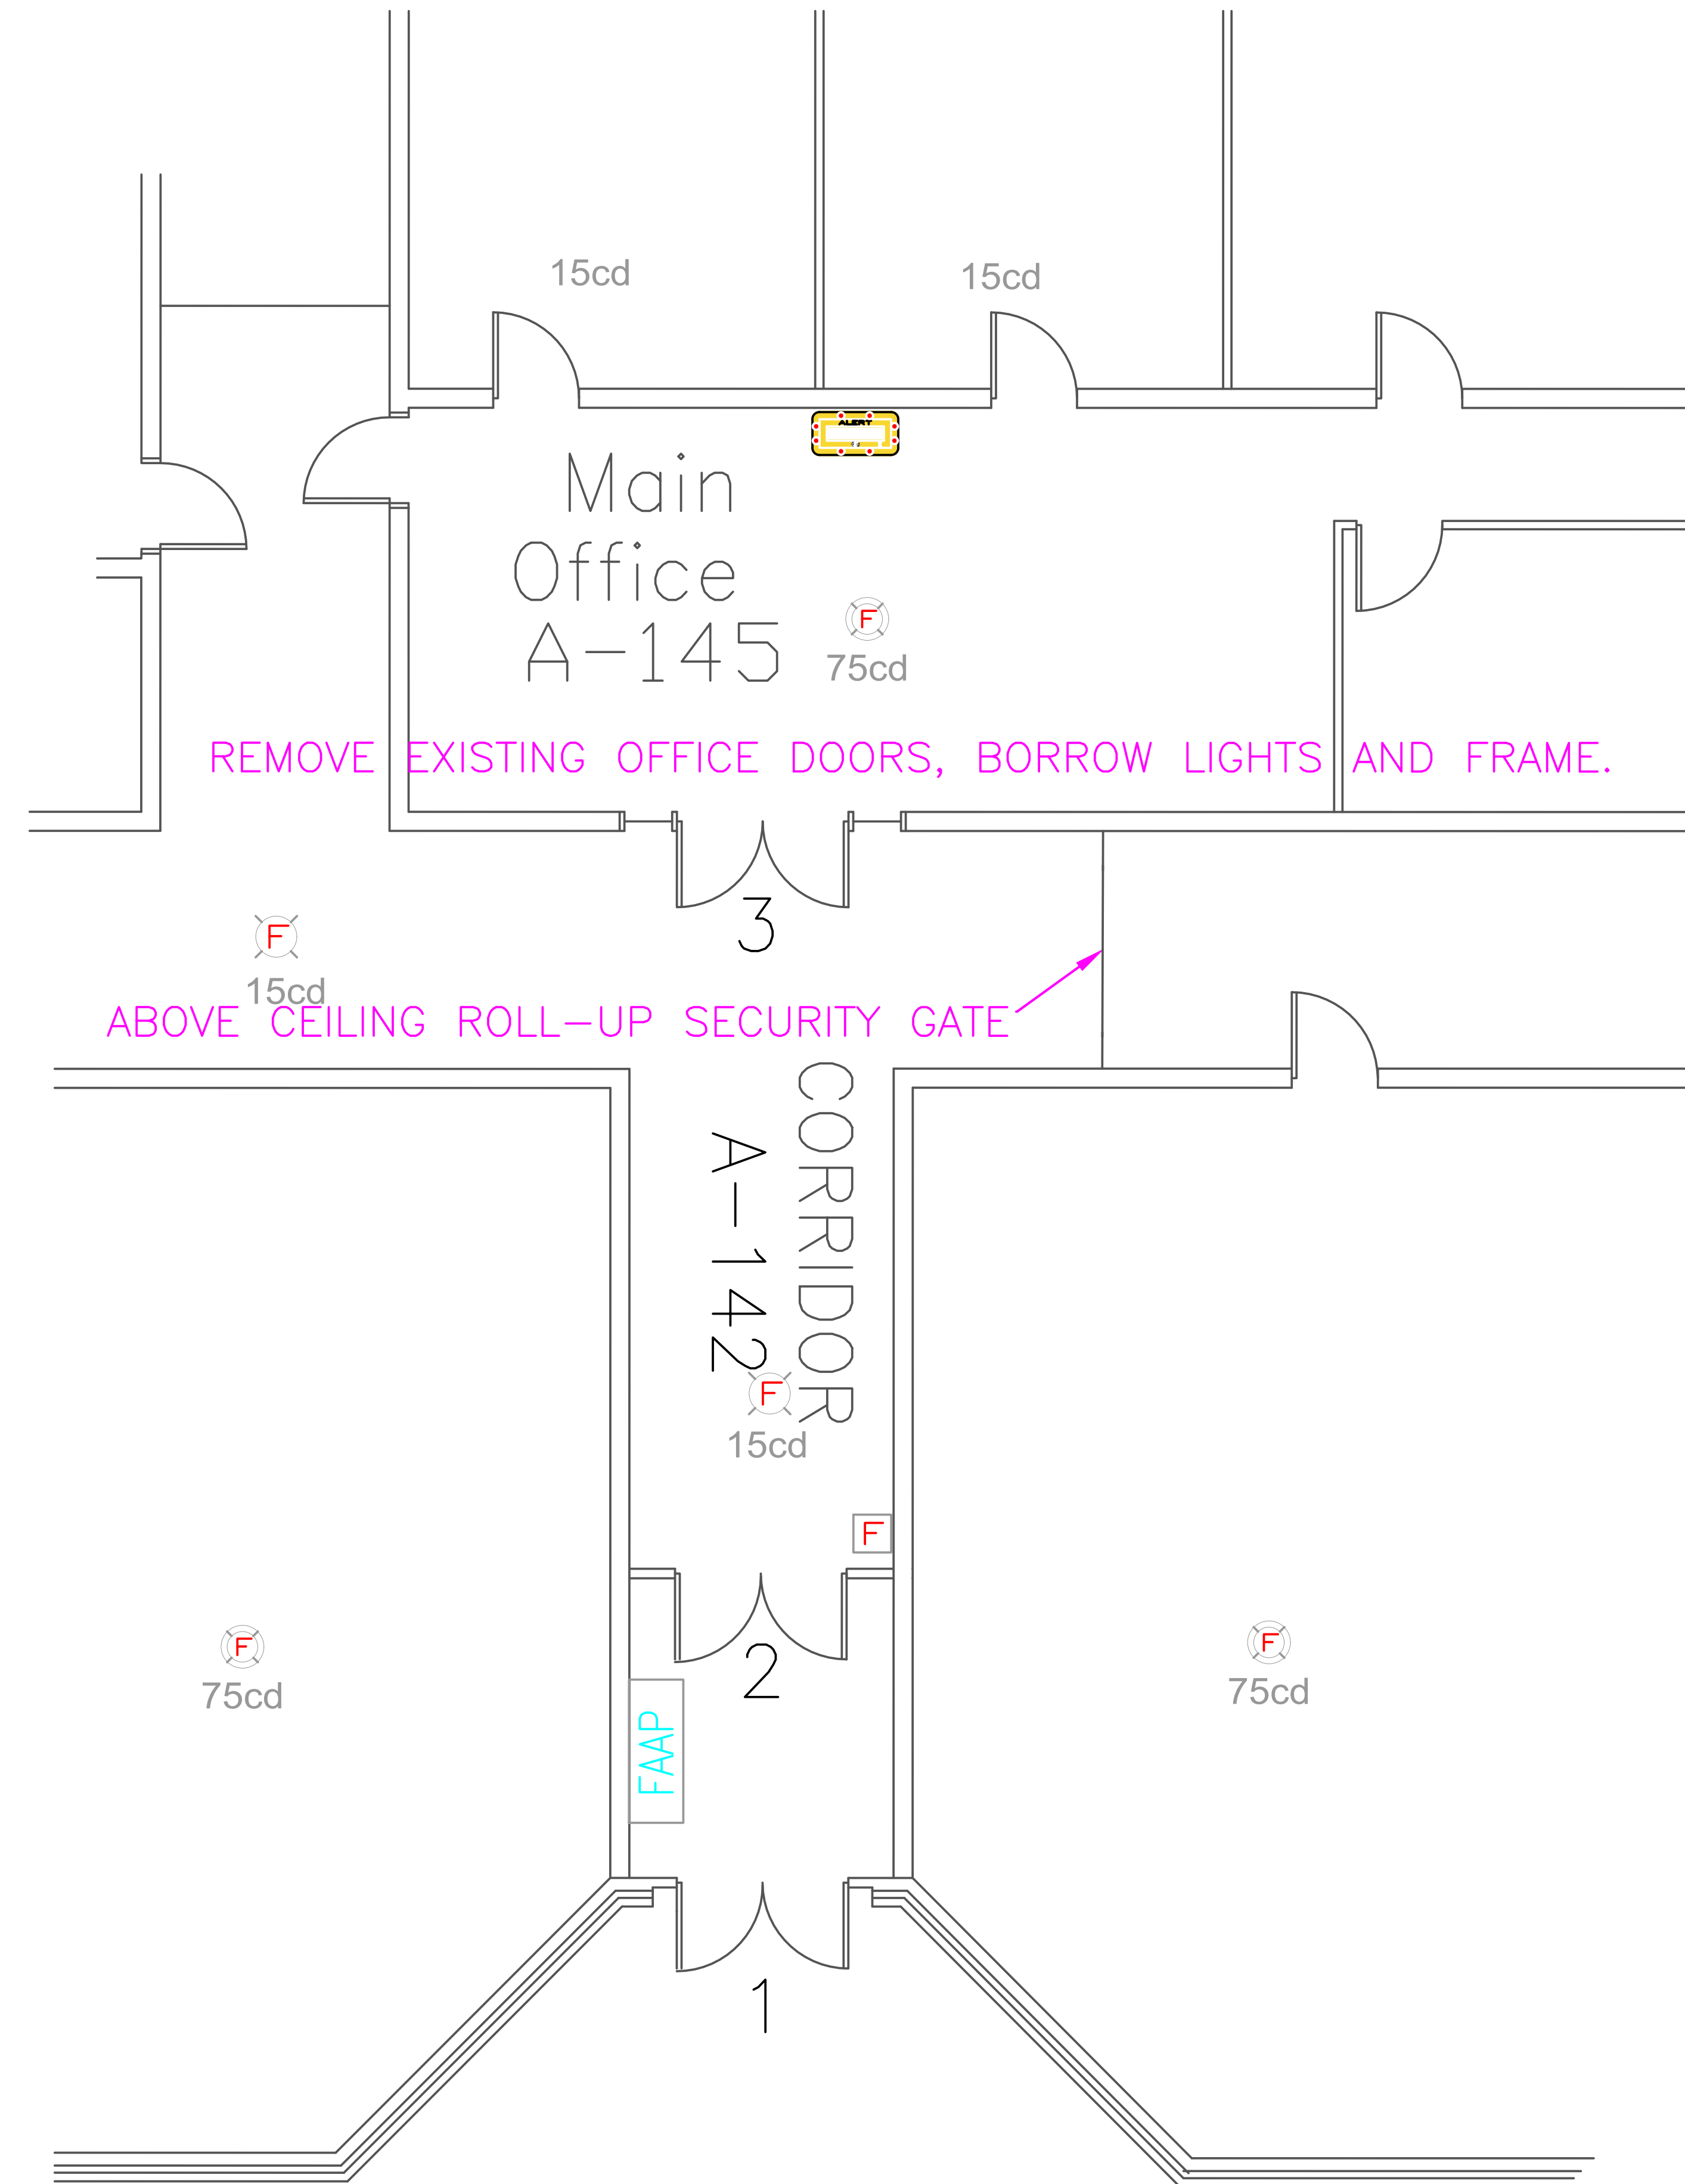 15cd
15cd
ALERT
Main
Office
A-145
F
75cd
REMOVE EXISTING OFFICE DOORS, BORROW LIGHTS AND FRAME.
3
F
15cd
ABOVE CEILING ROLL-UP SECURITY GATE
CORRIDOR
A-142
F
15cd
F
F
75cd
2
F
75cd
FAAP
1